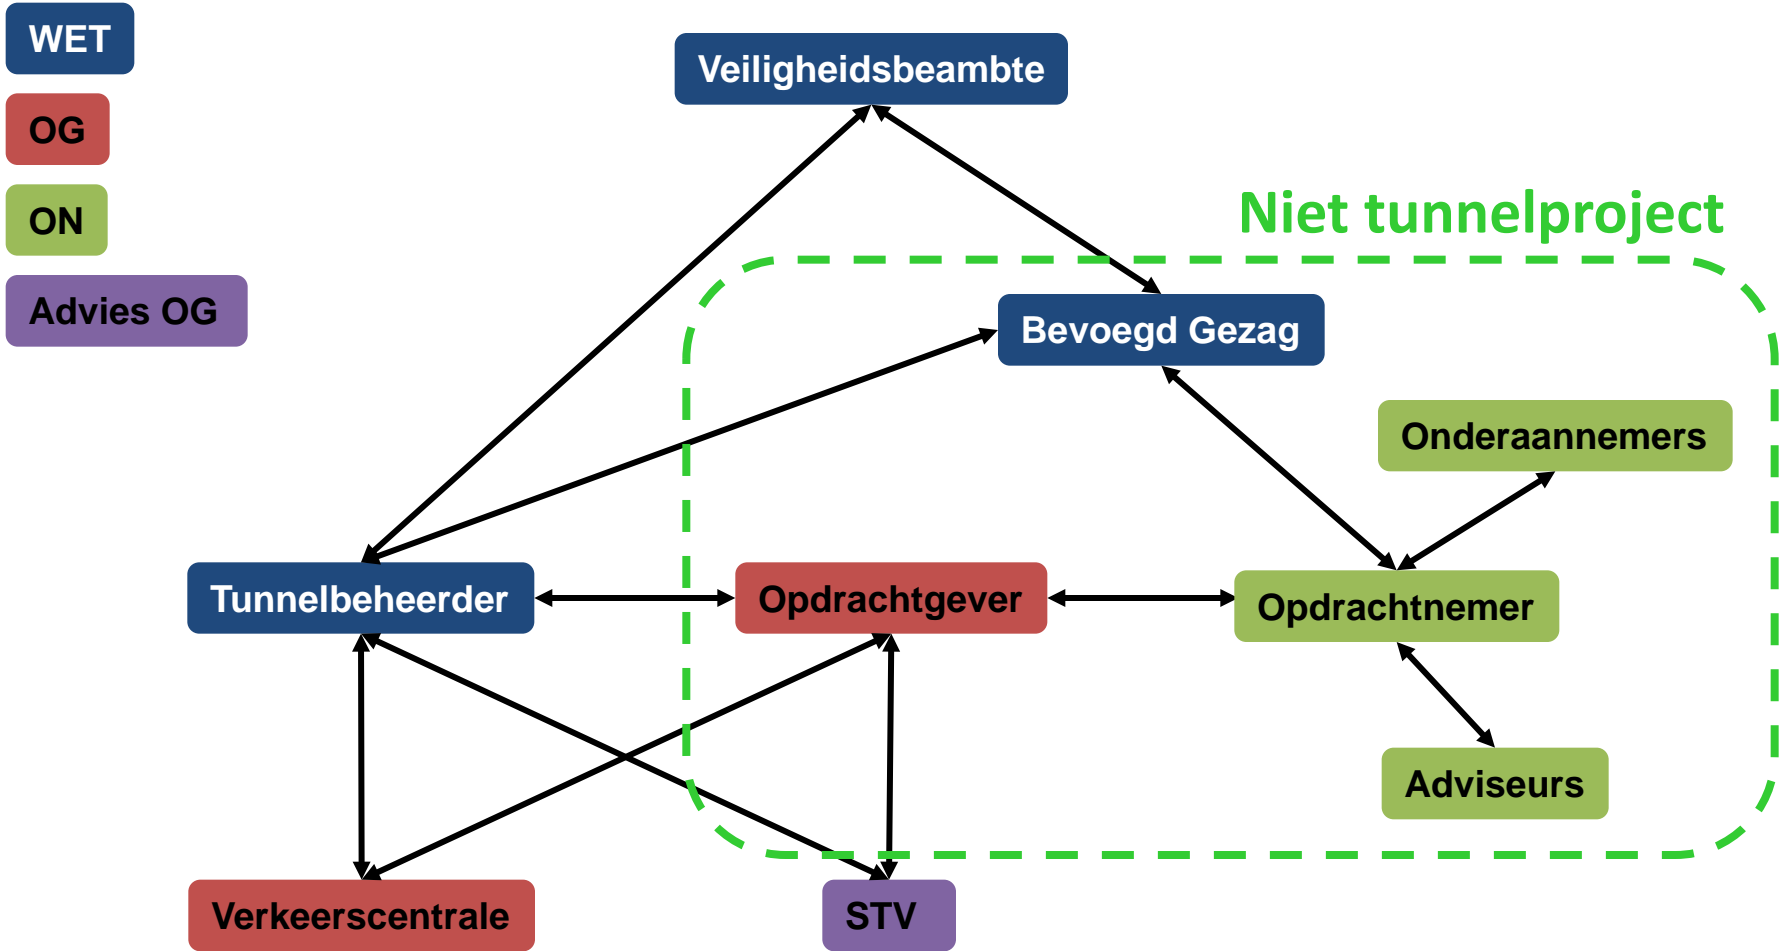 WET
OG
ON
Advies OG
Veiligheidsbeambte
Niet tunnelproject
Bevoegd Gezag
Onderaannemers
Tunnelbeheerder
Opdrachtgever
Opdrachtnemer
Adviseurs
Verkeerscentrale
STV